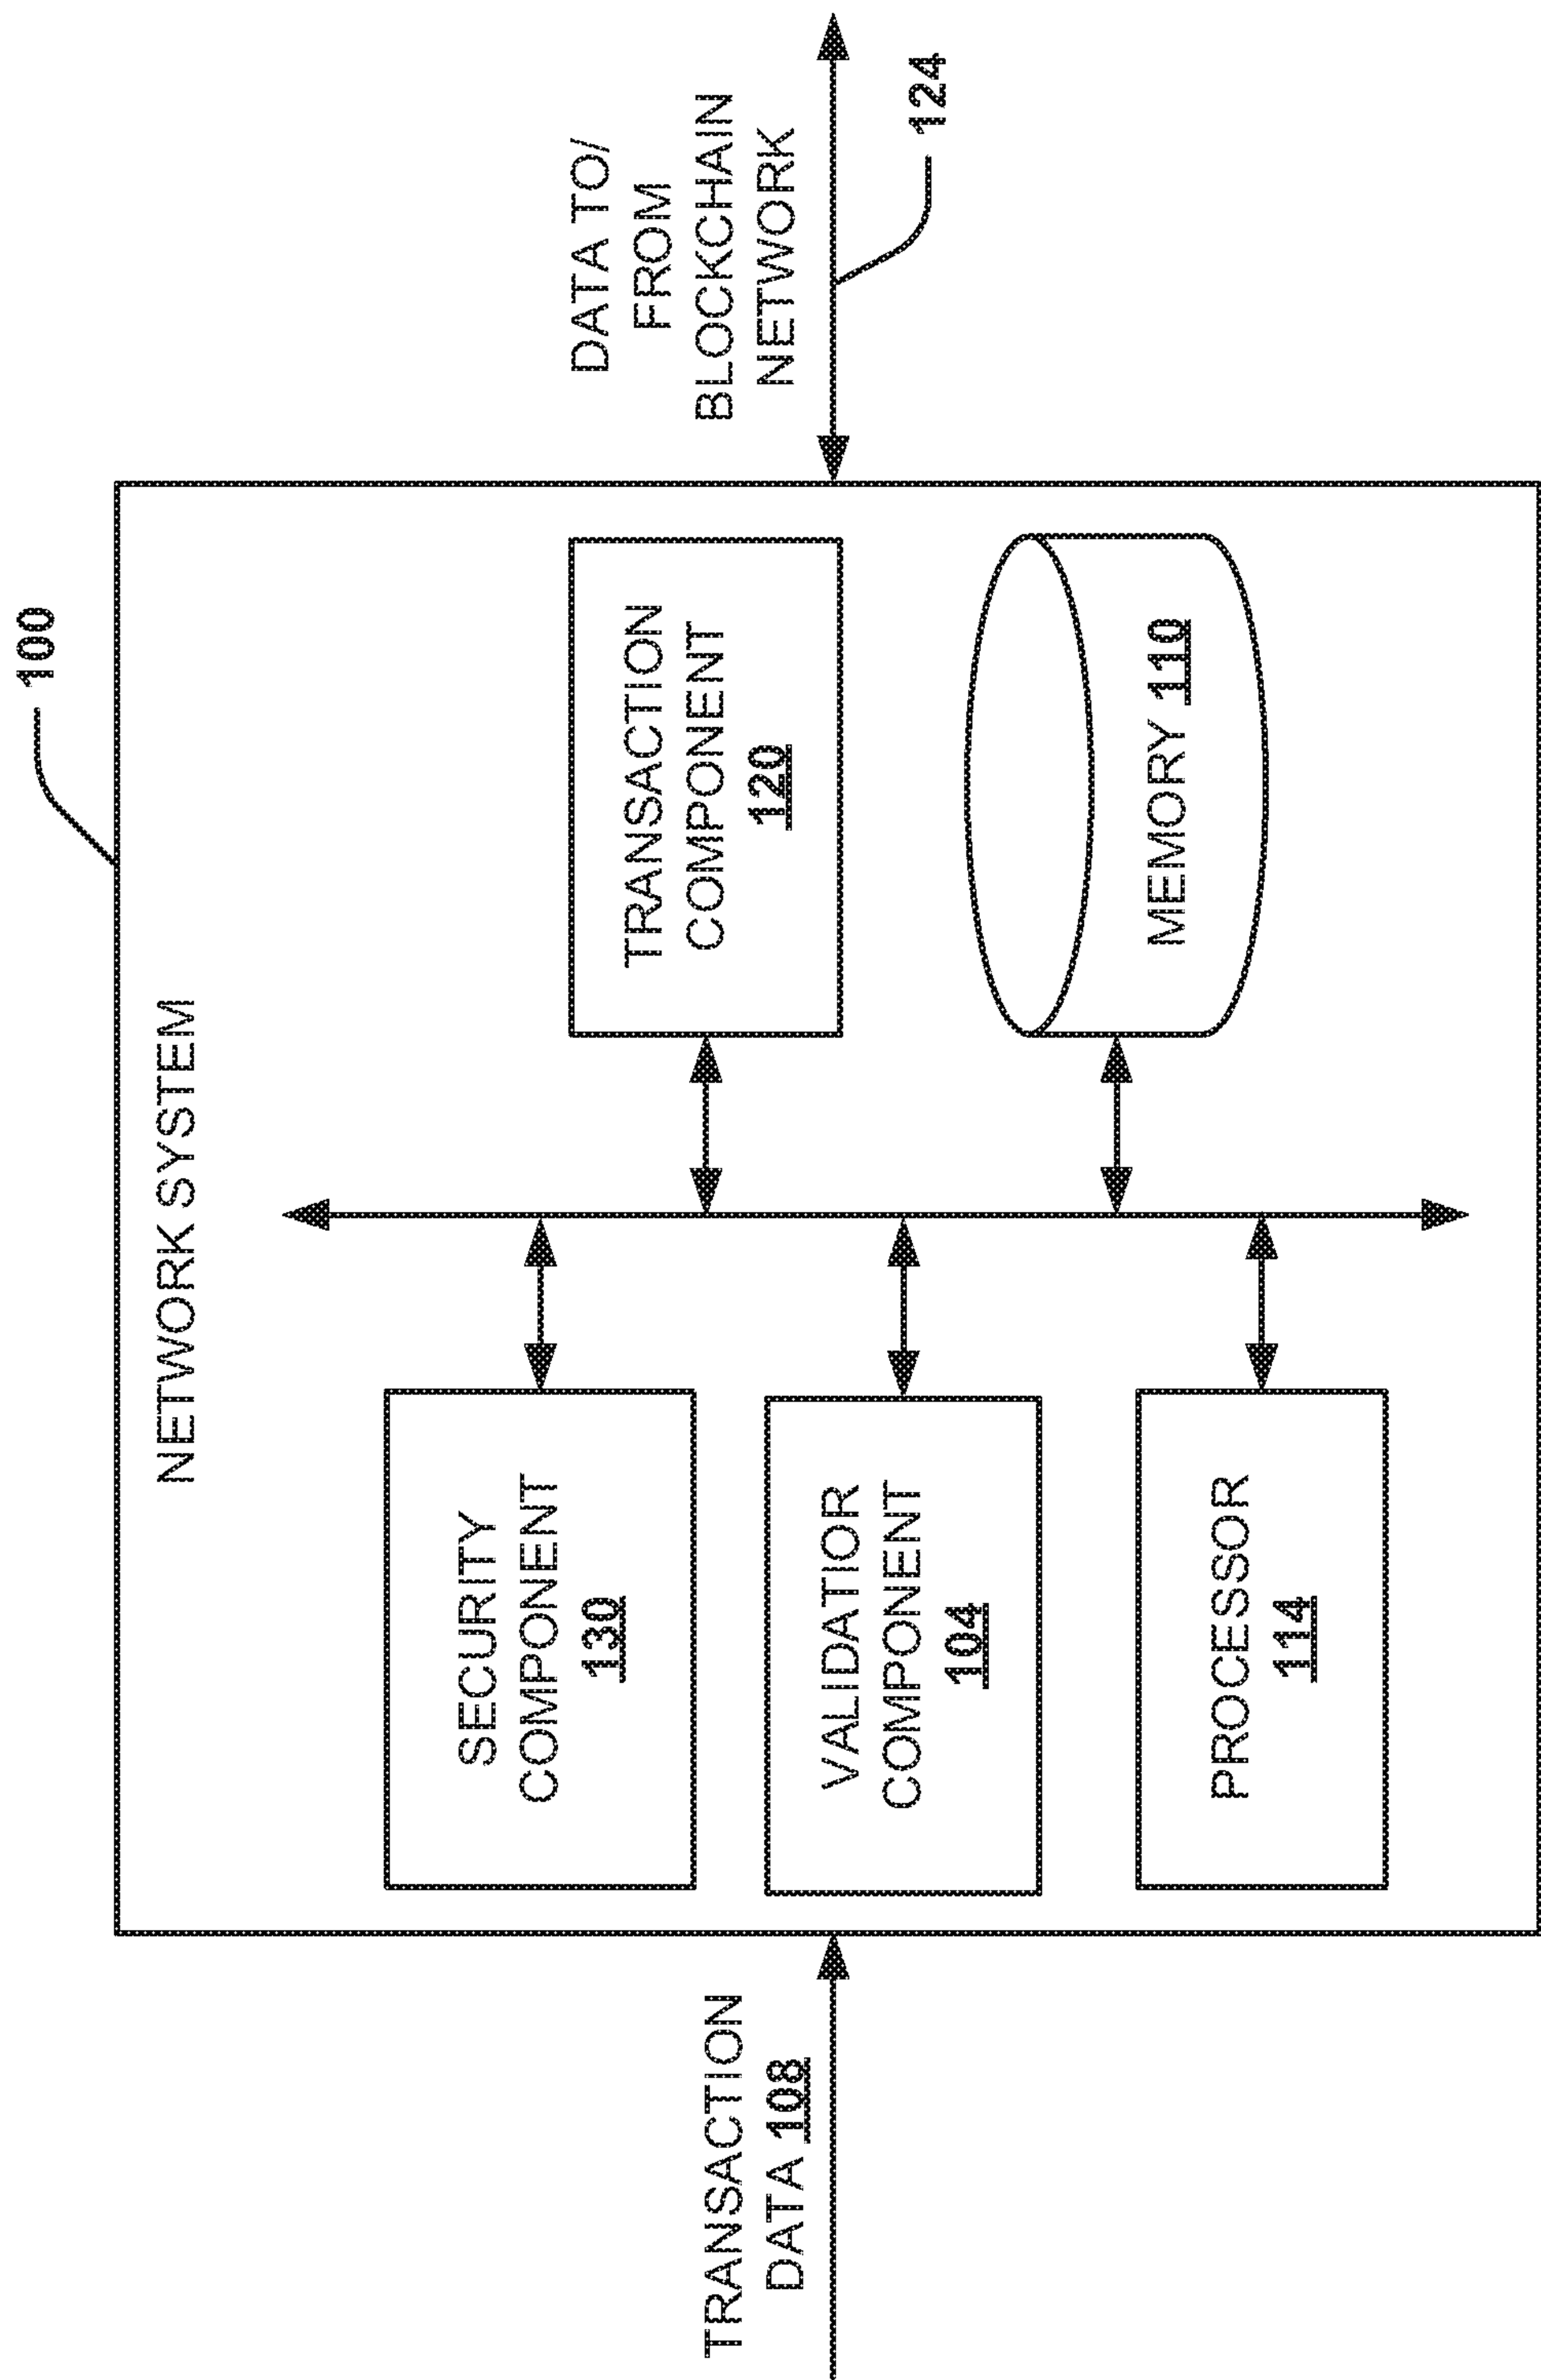 100
NETWORK SYSTEM
SECURITY
COMPONENT
130
VALIDATION
COMPONENT
104
PROCESSOR
114
TRANSACTION
COMPONENT
120
MEMORY 110
TRANSACTION
DATA 108
DATA TO/
FROM
BLOCKCHAIN
NETWORK
124